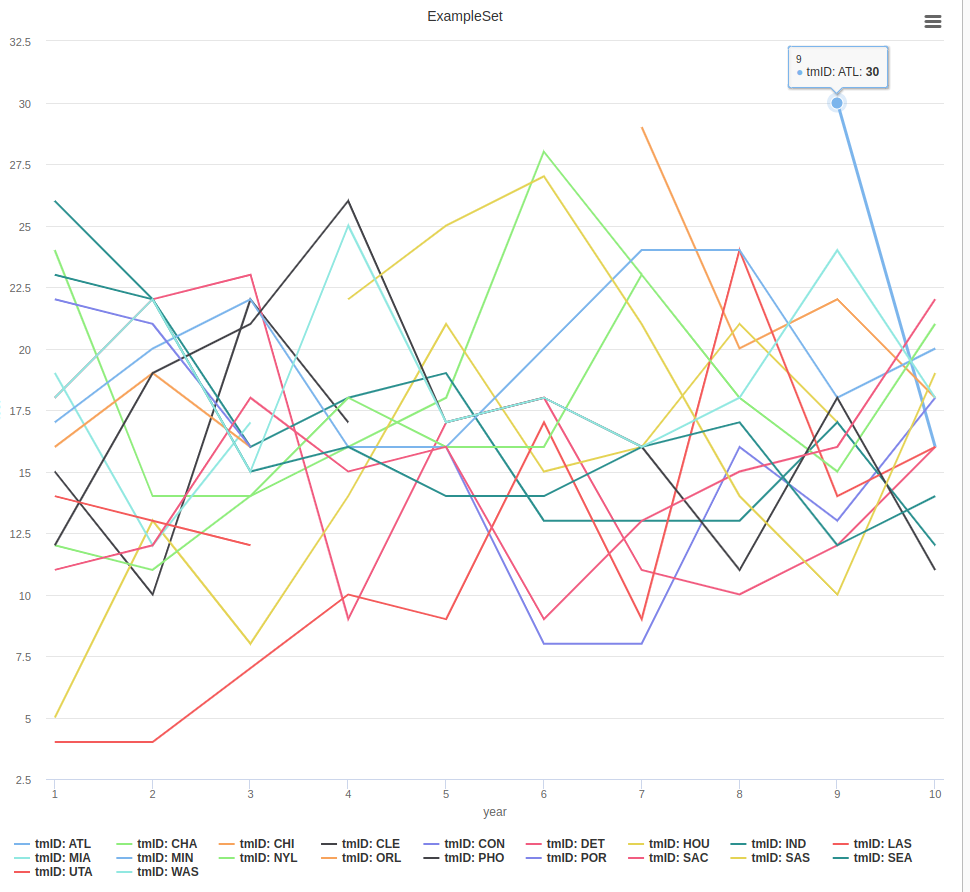 ExampleSet
32.5
30
27.5
25
22.5
20
17.5
15
12.5
10
7.5
5
2.5
9
tmID: ATL: 30
1 2 3 4 5 6 7 8 9 10
year
tmID: ATL tmID: CHA tmID: CHI tmID: CLE tmID: CON tmID: DET tmID: HOU tmID: IND tmID: LAS
tmID: MIA tmID: MIN tmID: NYL tmID: ORL tmID: PHO tmID: POR tmID: SAC tmID: SAS tmID: SEA
tmID: UTA tmID: WAS